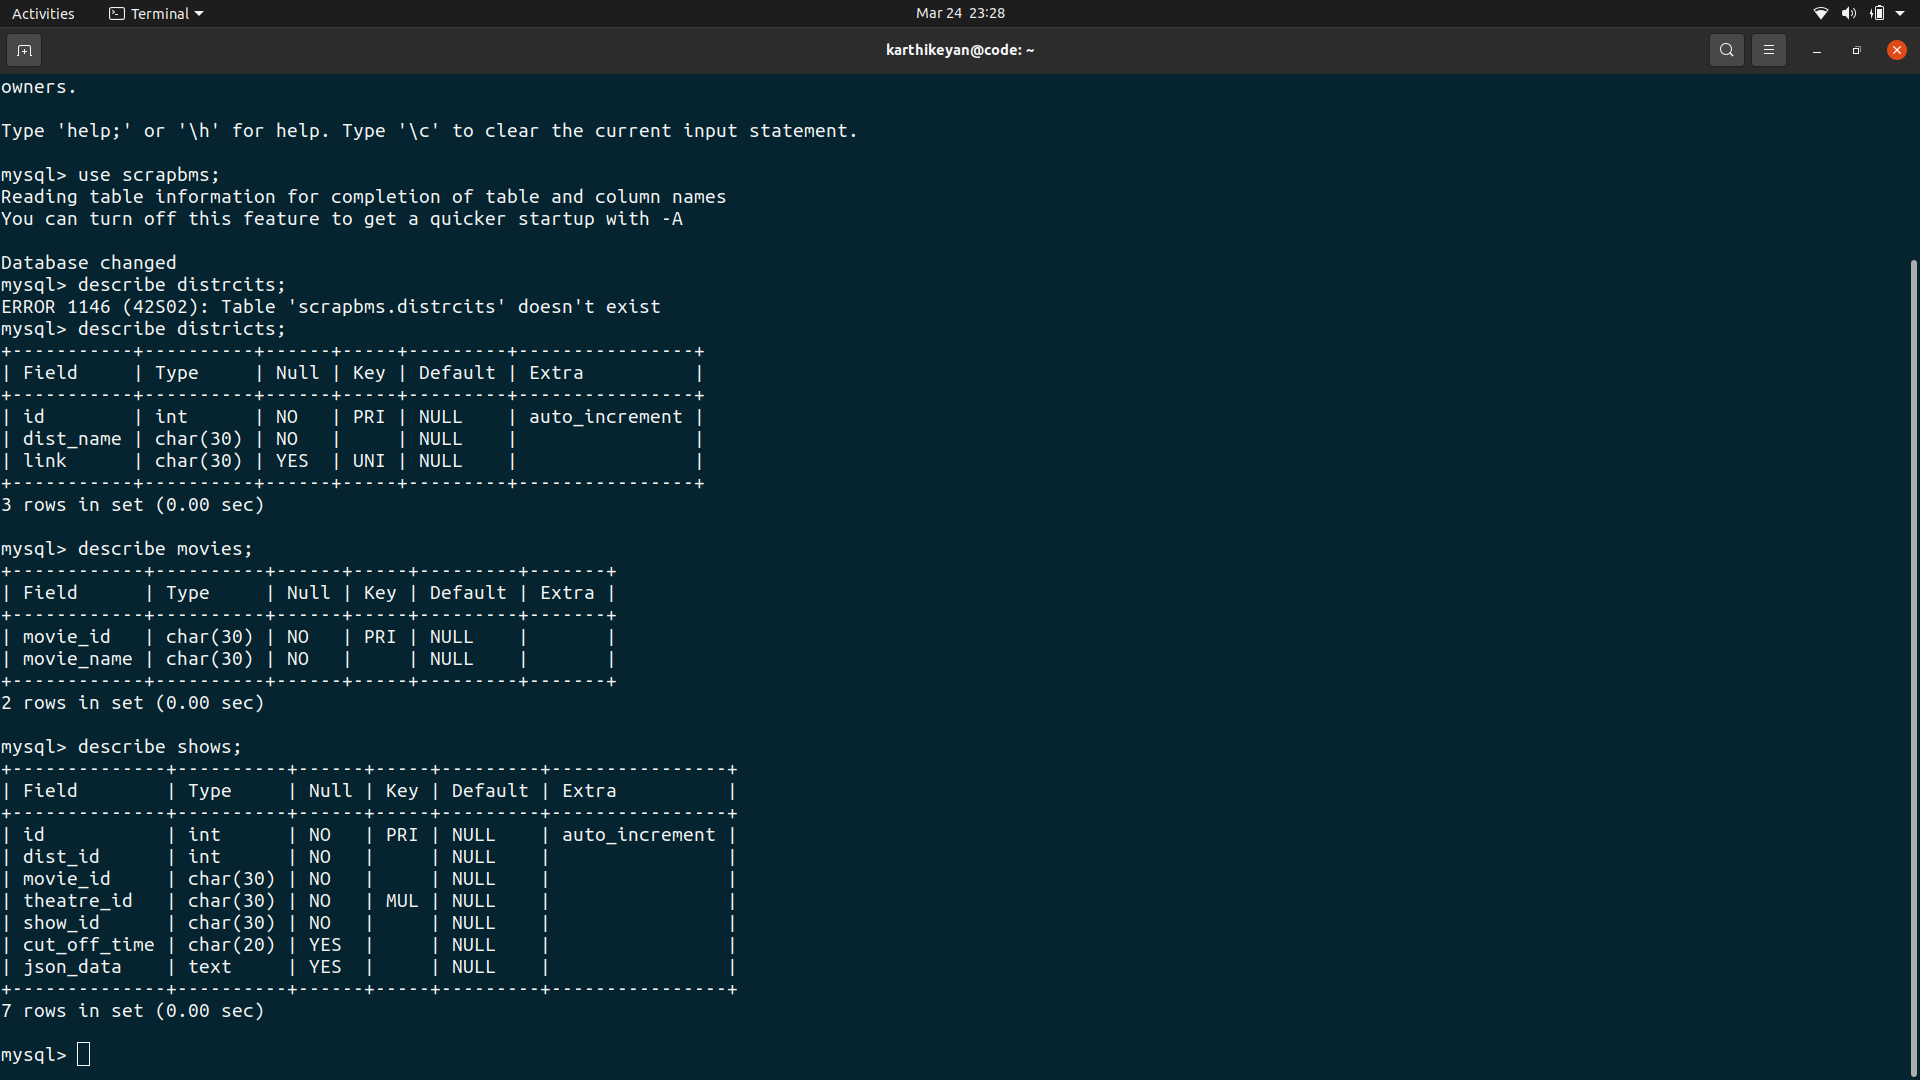 Activities Terminal Mar 24 23:28
karthikeyan@code: ~
owners.

Type 'help;' or '\h' for help. Type '\c' to clear the current input statement.

mysql> use scrapbms;
Reading table information for completion of table and column names
You can turn off this feature to get a quicker startup with -A

Database changed
mysql> describe distrcits;
ERROR 1146 (42S02): Table 'scrapbms.distrcits' doesn't exist
mysql> describe districts;
+-----------+----------+------+-----+---------+----------------+
| Field     | Type     | Null | Key | Default | Extra          |
+-----------+----------+------+-----+---------+----------------+
| id        | int      | NO   | PRI | NULL    | auto_increment |
| dist_name | char(30) | NO   |     | NULL    |                |
| link      | char(30) | YES  | UNI | NULL    |                |
+-----------+----------+------+-----+---------+----------------+
3 rows in set (0.00 sec)

mysql> describe movies;
+------------+----------+------+-----+---------+-------+
| Field      | Type     | Null | Key | Default | Extra |
+------------+----------+------+-----+---------+-------+
| movie_id   | char(30) | NO   | PRI | NULL    |       |
| movie_name | char(30) | NO   |     | NULL    |       |
+------------+----------+------+-----+---------+-------+
2 rows in set (0.00 sec)

mysql> describe shows;
+--------------+----------+------+-----+---------+----------------+
| Field        | Type     | Null | Key | Default | Extra          |
+--------------+----------+------+-----+---------+----------------+
| id           | int      | NO   | PRI | NULL    | auto_increment |
| dist_id      | int      | NO   |     | NULL    |                |
| movie_id     | char(30) | NO   |     | NULL    |                |
| theatre_id   | char(30) | NO   | MUL | NULL    |                |
| show_id      | char(30) | NO   |     | NULL    |                |
| cut_off_time | char(20) | YES  |     | NULL    |                |
| json_data    | text     | YES  |     | NULL    |                |
+--------------+----------+------+-----+---------+----------------+
7 rows in set (0.00 sec)

mysql>